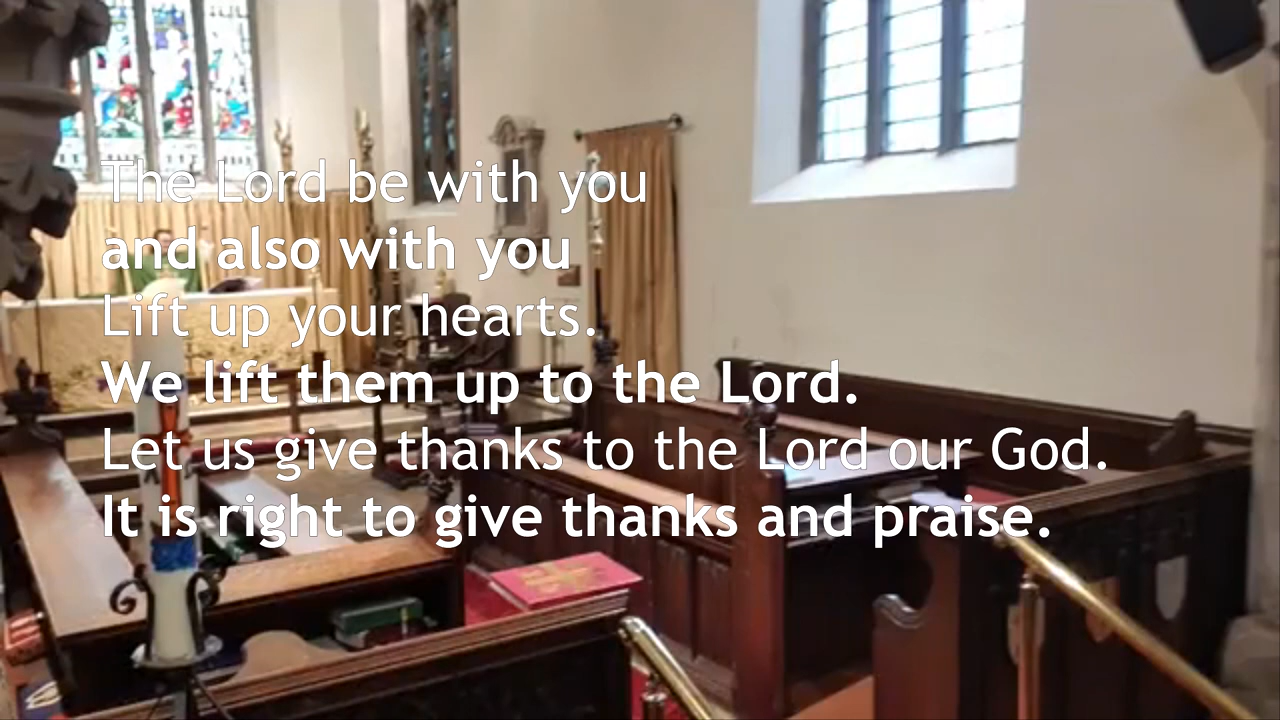 The Lord be with you
and also with you
Lift up your hearts.
We lift them up to the Lord.
Let us give thanks to the Lord our God.
It is right to give thanks and praise.